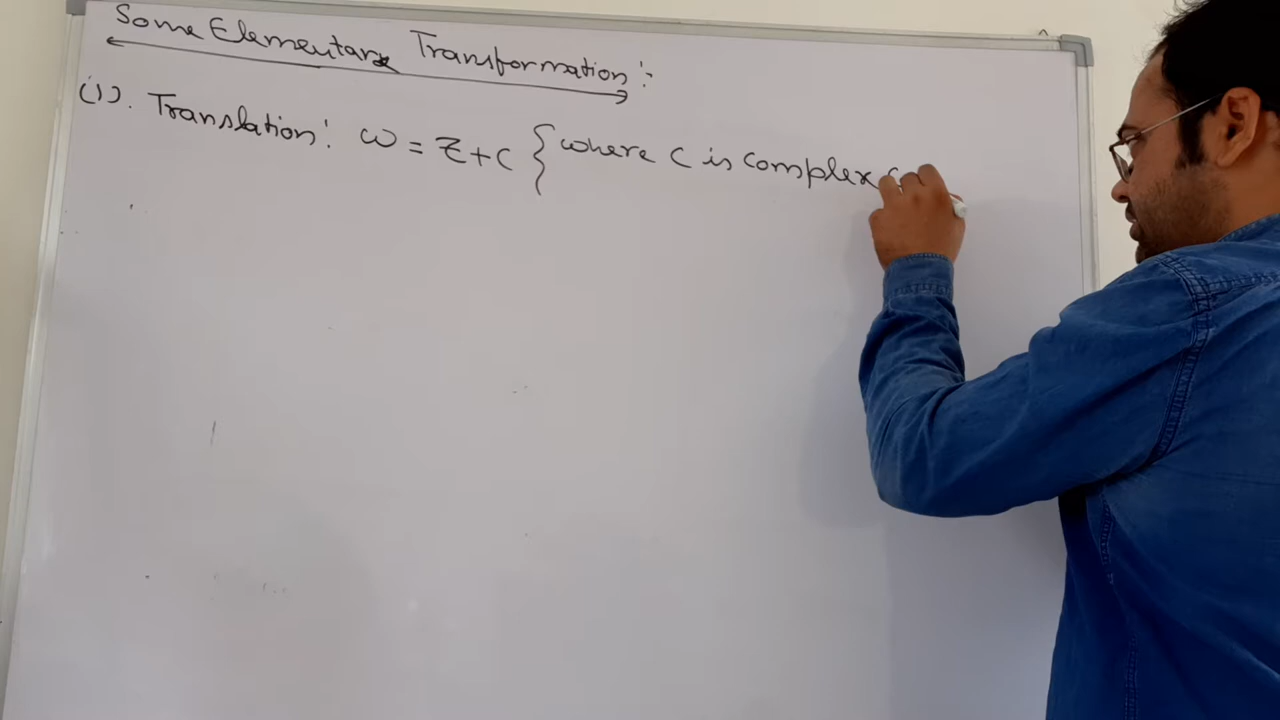 Some Elementary Transformation:
(1). Translation: ω = z+c { where c is complex c